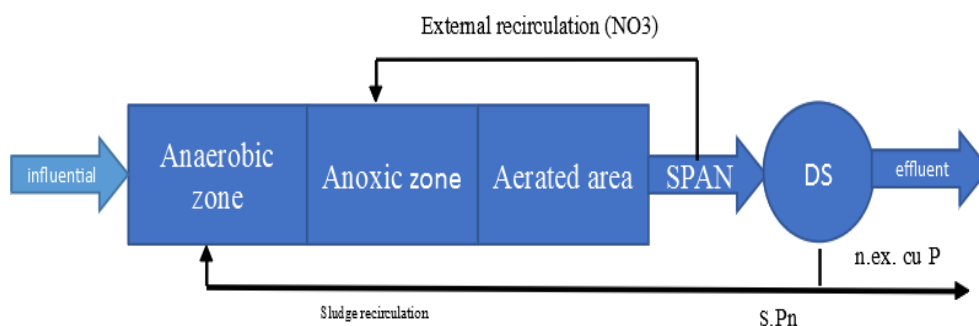 External recirculation (NO3)
influential
Anaerobic
zone
Anoxic zone
Aerated area
SPAN
DS
effluent
n.ex. cu P
Sludge recirculation
S.Pn